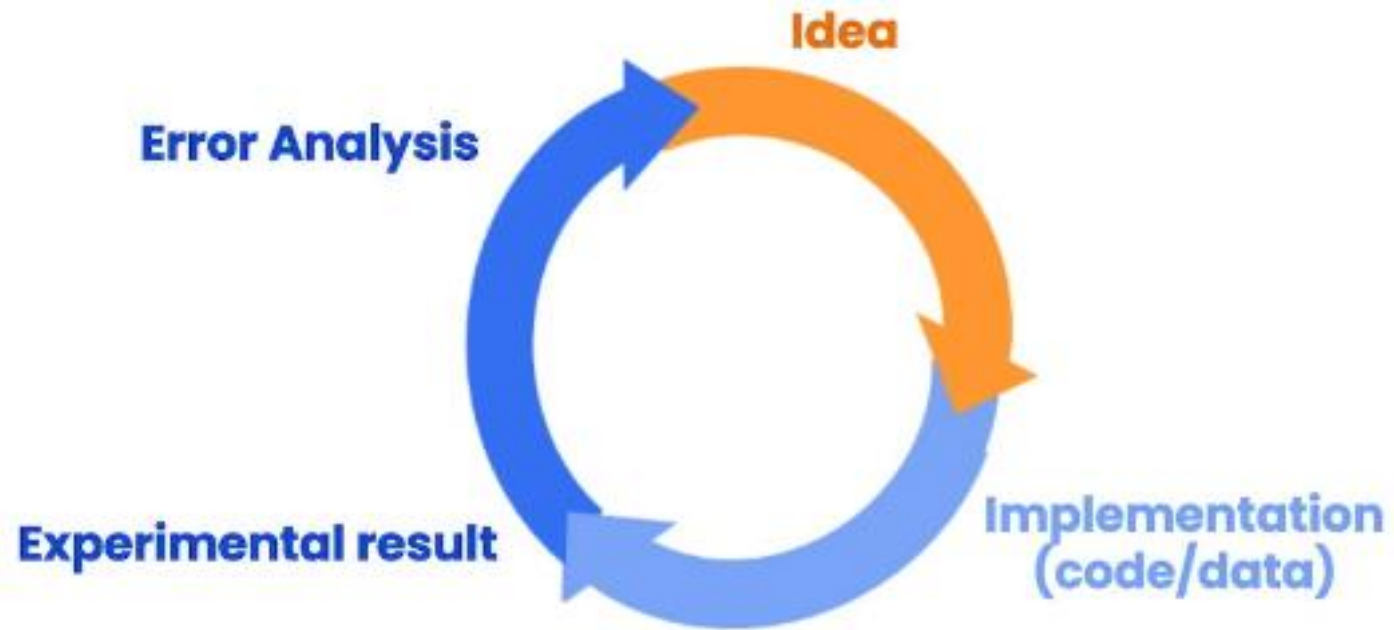 Idea
Error Analysis
Implementation
(code/data)
Experimental result